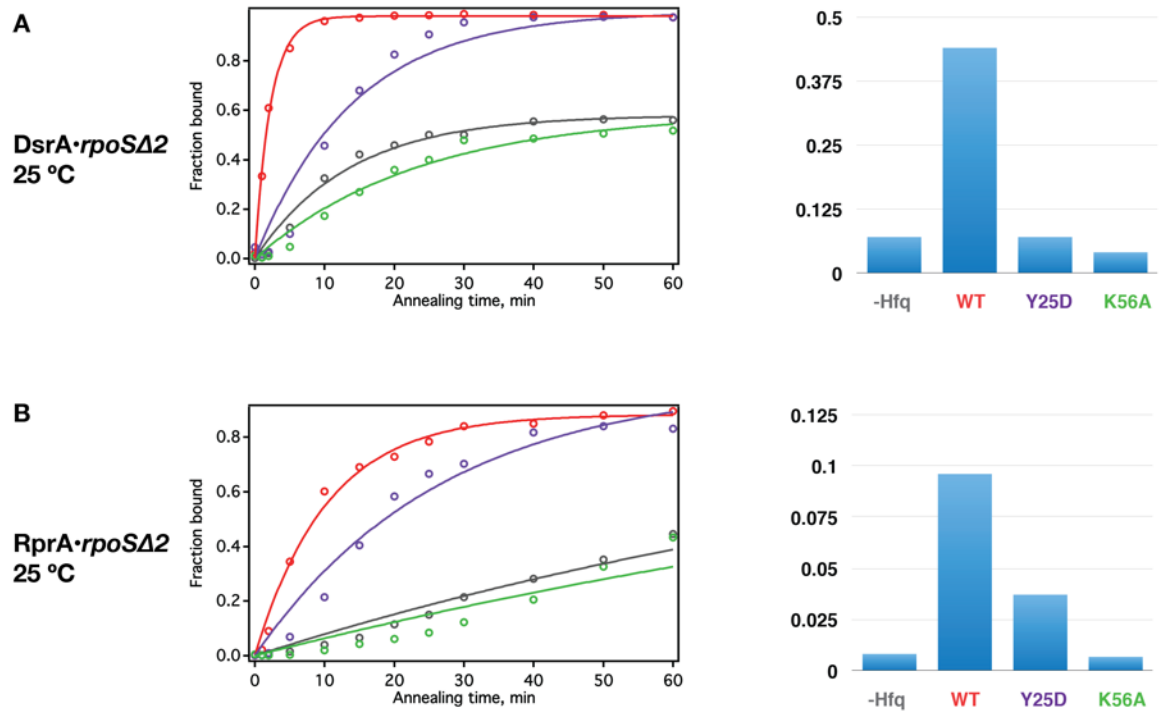 A
DsrA•rpoSΔ2
25 ºC
Fraction bound
0.8
0.6
0.4
0.2
0.0
0 10 20 30 40 50 60
Annealing time, min
0.5
0.375
0.25
0.125
0
-Hfq WT Y25D K56A
B
RprA•rpoSΔ2
25 ºC
Fraction bound
0.8
0.6
0.4
0.2
0.0
0 10 20 30 40 50 60
Annealing time, min
0.125
0.1
0.075
0.05
0.025
0
-Hfq WT Y25D K56A